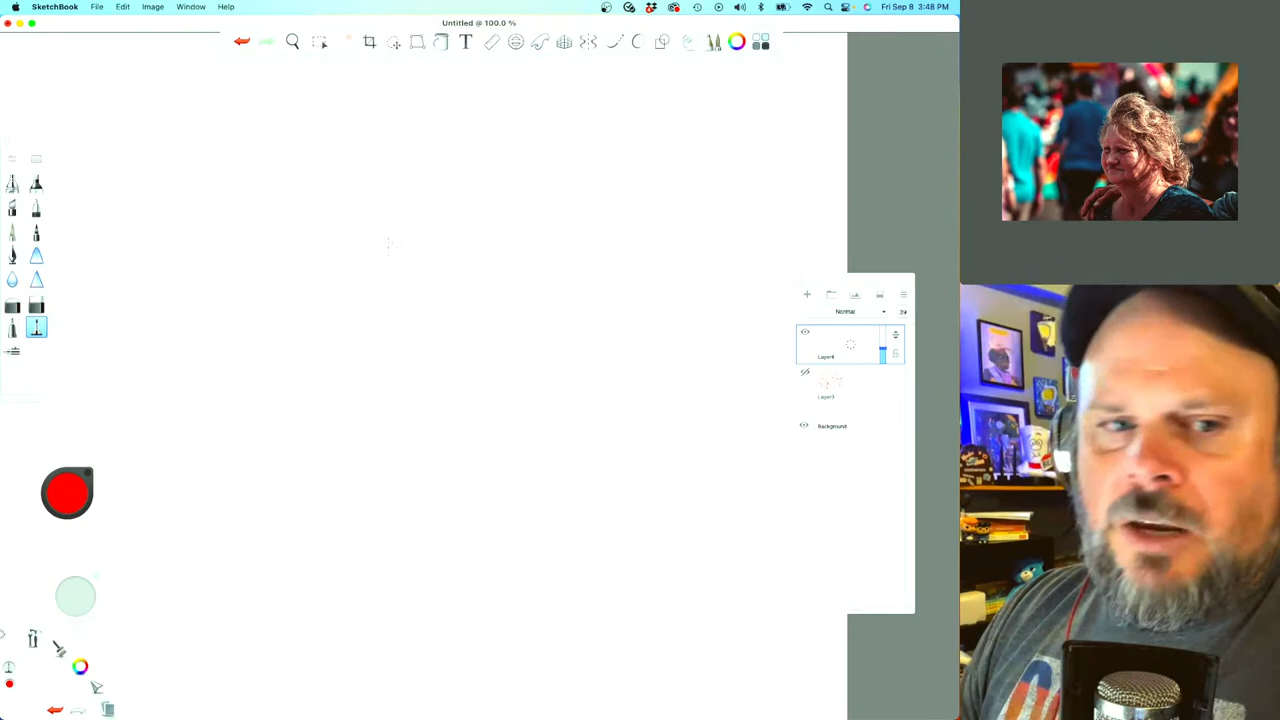 SketchBook File Edit Image Window Help
Fri Sep 8 3:48 PM
Untitled @ 100.0 %
T
Normal
39
Layer4
Layer3
Background